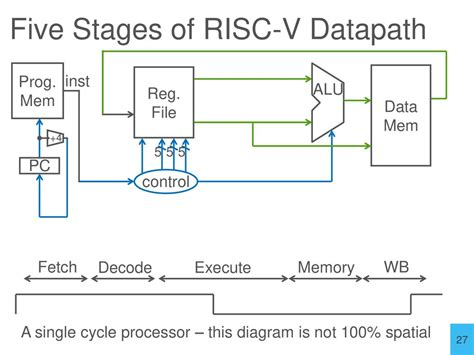 Five Stages of RISC-V Datapath
Prog.
Mem
inst
Reg.
File
ALU
Data
Mem
+4
5 5 5
PC
control
Fetch
Decode
Execute
Memory
WB
A single cycle processor – this diagram is not 100% spatial
27